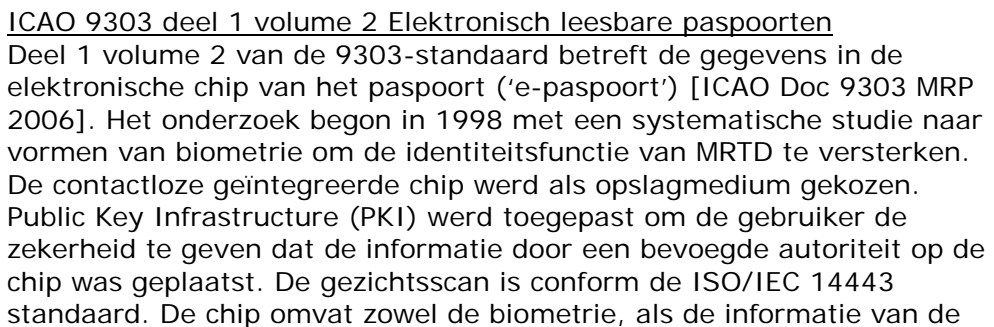 ICAO 9303 deel 1 volume 2 Elektronisch leesbare paspoorten
Deel 1 volume 2 van de 9303-standaard betreft de gegevens in de
elektronische chip van het paspoort (‘e-paspoort’) [ICAO Doc 9303 MRP
2006]. Het onderzoek begon in 1998 met een systematische studie naar
vormen van biometrie om de identiteitsfunctie van MRTD te versterken.
De contactloze geïntegreerde chip werd als opslagmedium gekozen.
Public Key Infrastructure (PKI) werd toegepast om de gebruiker de
zekerheid te geven dat de informatie door een bevoegde autoriteit op de
chip was geplaatst. De gezichtsscan is conform de ISO/IEC 14443
standaard. De chip omvat zowel de biometrie, als de informatie van de